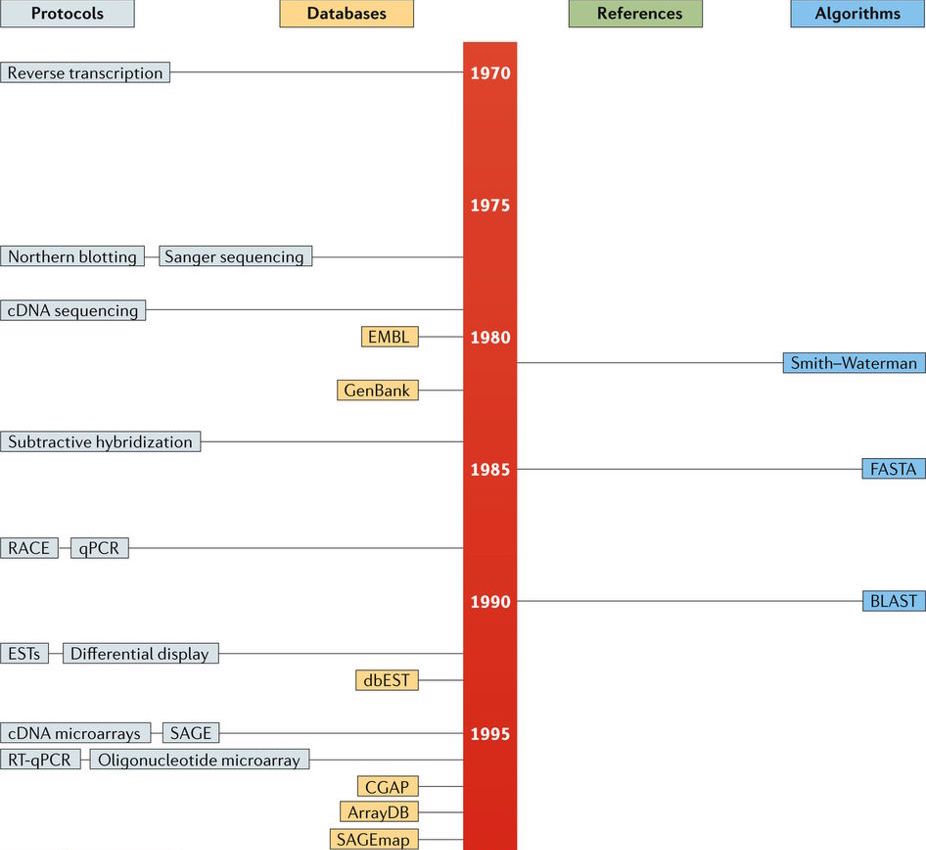 Protocols Databases References Algorithms
Reverse transcription 1970
1975
Northern blotting Sanger sequencing
cDNA sequencing
EMBL 1980
Smith–Waterman
GenBank
Subtractive hybridization
1985 FASTA
RACE qPCR
1990 BLAST
ESTs Differential display
dbEST
cDNA microarrays SAGE 1995
RT-qPCR Oligonucleotide microarray
CGAP
ArrayDB
SAGEmap